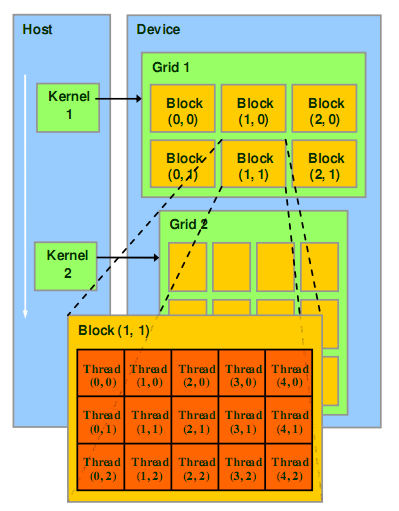 Host
Device
Grid 1
Kernel
1
Block
(0, 0)
Block
(1, 0)
Block
(2, 0)
Block
(0, 1)
Block
(1, 1)
Block
(2, 1)
Grid 2
Kernel
2
Block (1, 1)
Thread
(0, 0)
Thread
(1, 0)
Thread
(2, 0)
Thread
(3, 0)
Thread
(4, 0)
Thread
(0, 1)
Thread
(1, 1)
Thread
(2, 1)
Thread
(3, 1)
Thread
(4, 1)
Thread
(0, 2)
Thread
(1, 2)
Thread
(2, 2)
Thread
(3, 2)
Thread
(4, 2)